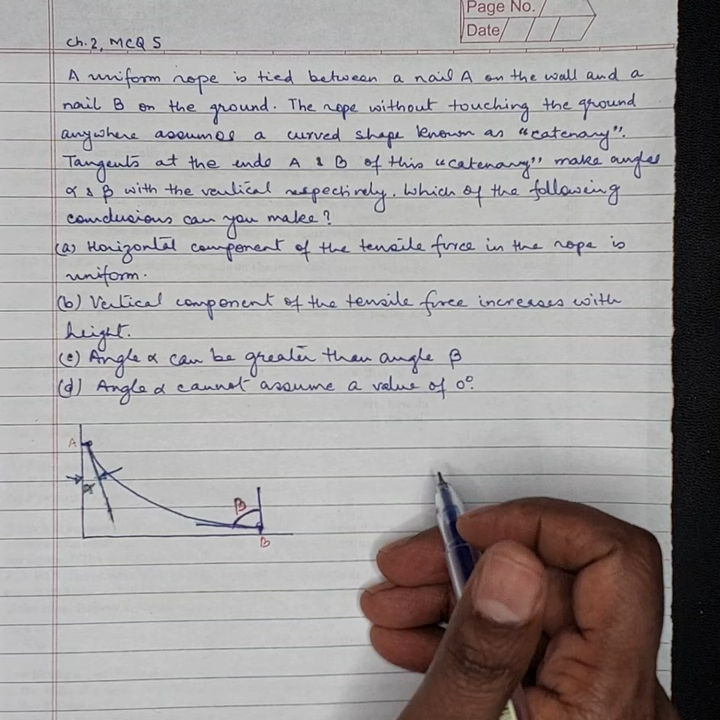 Page No.
Date
Ch. 2, MCQ 5
A uniform rope is tied between a nail A on the wall and a
nail B on the ground. The rope without touching the ground
anywhere assumes a curved shape known as "catenary".
Tangents at the ends A & B of this "catenary" make angles
α & β with the vertical respectively. Which of the following
conclusions can you make?
(a) Horizontal component of the tensile force in the rope is
uniform.
(b) Vertical component of the tensile force increases with
height.
(c) Angle α can be greater than angle β
(d) Angle α cannot assume a value of 0°.
A
α
β
B